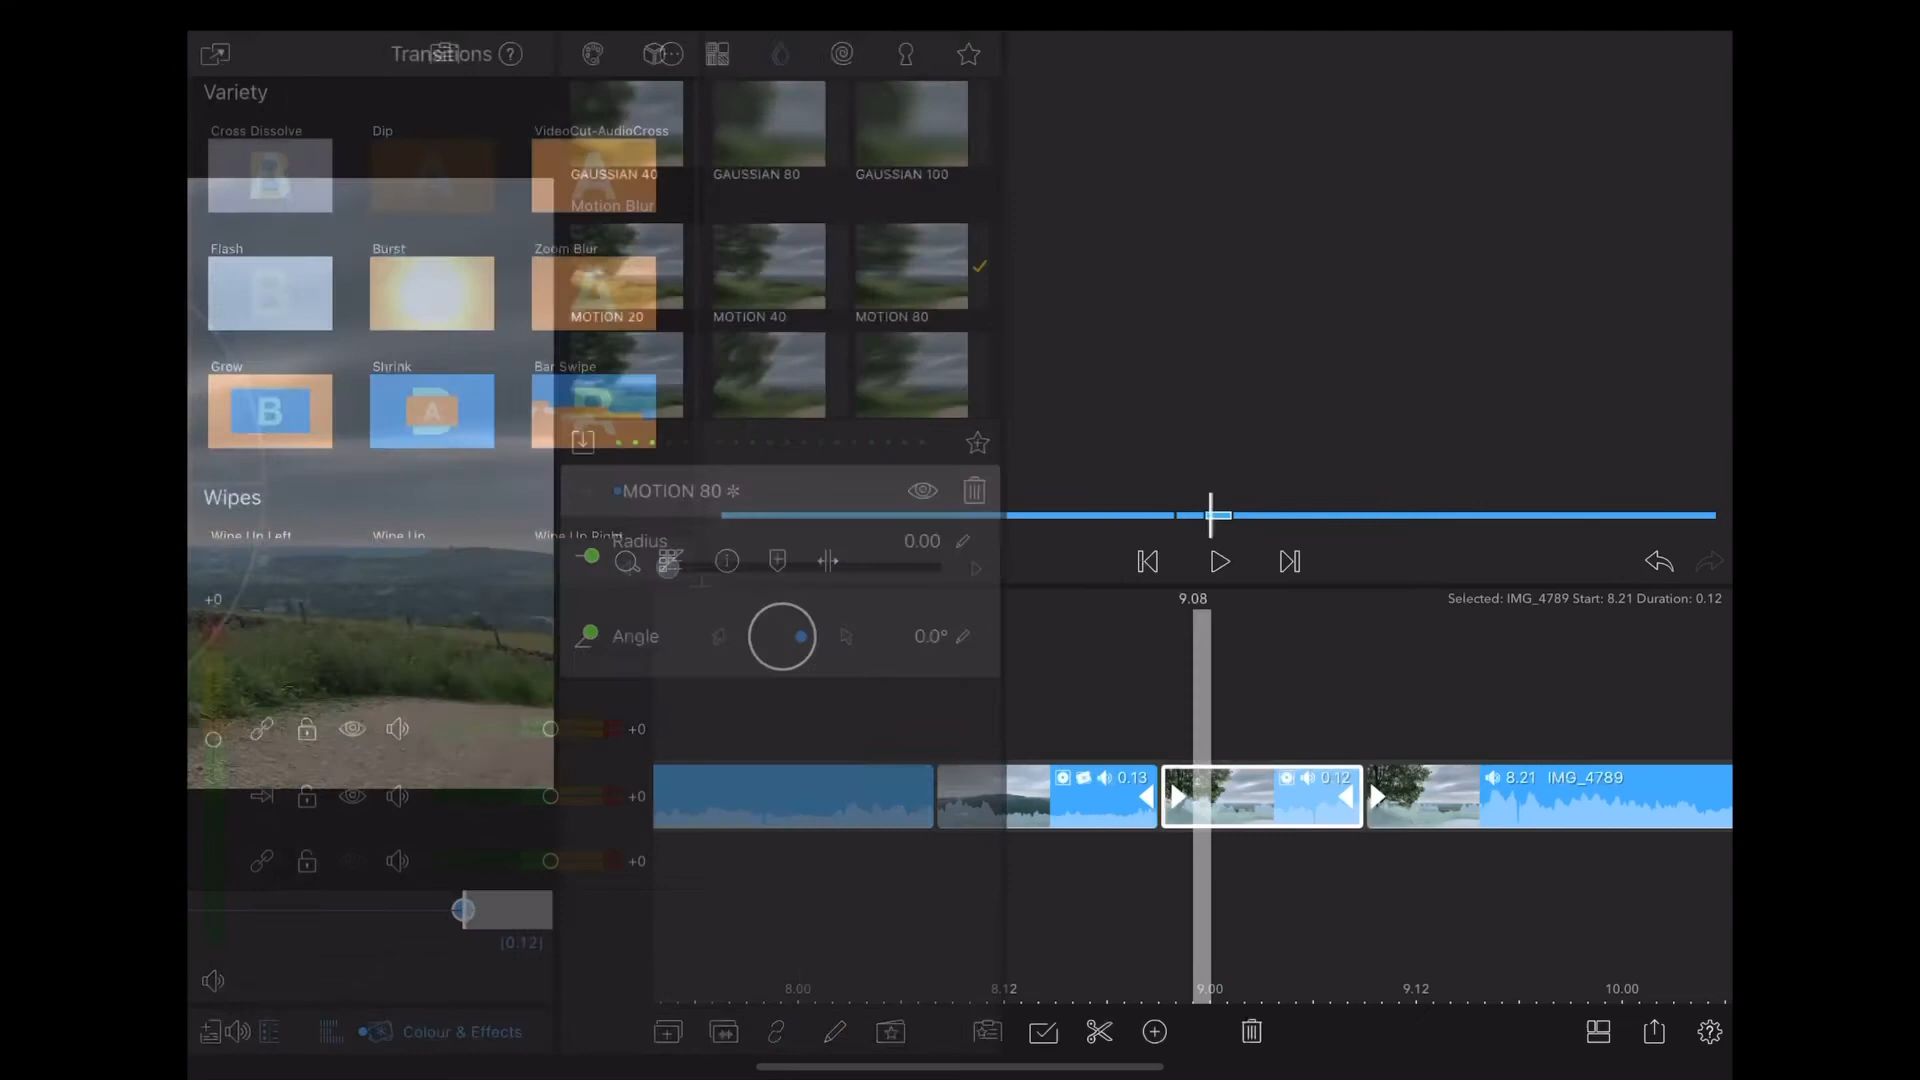 Transitions
Variety
Cross Dissolve Dip VideoCut-AudioCross
GAUSSIAN 40 GAUSSIAN 80 GAUSSIAN 100
Motion Blur
Flash Burst Zoom Blur
MOTION 20 MOTION 40 MOTION 80
Grow Shrink Bar Swipe
B A
MOTION 80
Wipes
Wipe Up Left Wipe Up Wipe Up Right
Radius 0.00
+0
9.08
Selected: IMG_4789 Start: 8.21 Duration: 0.12
Angle 0.0°
+0
0.13 0.12 8.21 IMG_4789
+0
+0
[0.12]
8.00 8.12 9.00 9.12 10.00
Colour & Effects